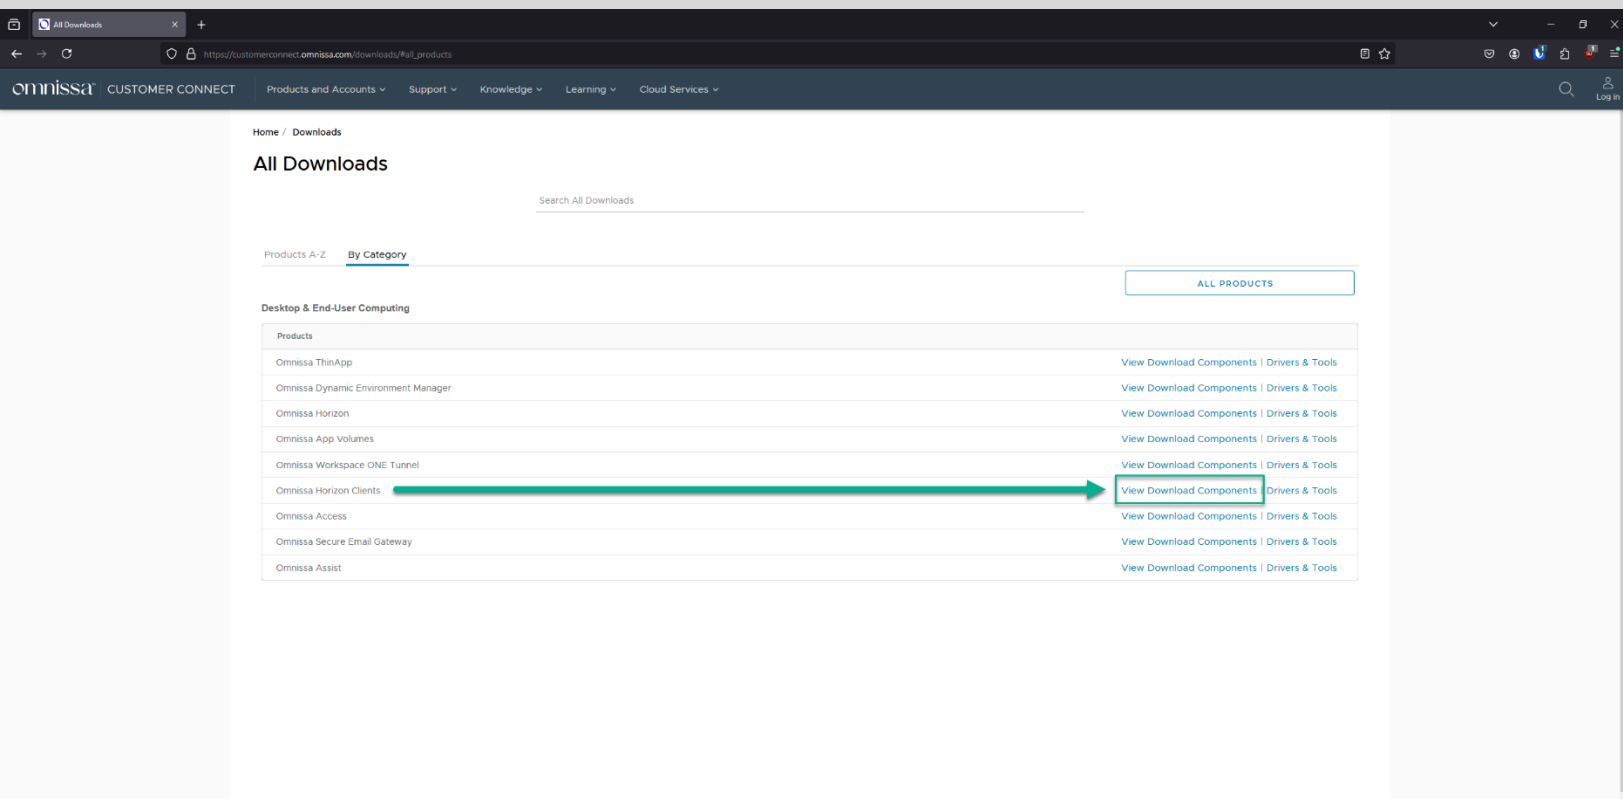 All Downloads
https://customerconnect.omnissa.com/downloads/#all_products
1
1
omnissa CUSTOMER CONNECT Products and Accounts Support Knowledge Learning Cloud Services Log in
Home / Downloads
All Downloads
Search All Downloads
Products A-Z By Category
ALL PRODUCTS
Desktop & End-User Computing
Products
Omnissa ThinApp View Download Components | Drivers & Tools
Omnissa Dynamic Environment Manager View Download Components | Drivers & Tools
Omnissa Horizon View Download Components | Drivers & Tools
Omnissa App Volumes View Download Components | Drivers & Tools
Omnissa Workspace ONE Tunnel View Download Components | Drivers & Tools
Omnissa Horizon Clients View Download Components | Drivers & Tools
Omnissa Access View Download Components | Drivers & Tools
Omnissa Secure Email Gateway View Download Components | Drivers & Tools
Omnissa Assist View Download Components | Drivers & Tools